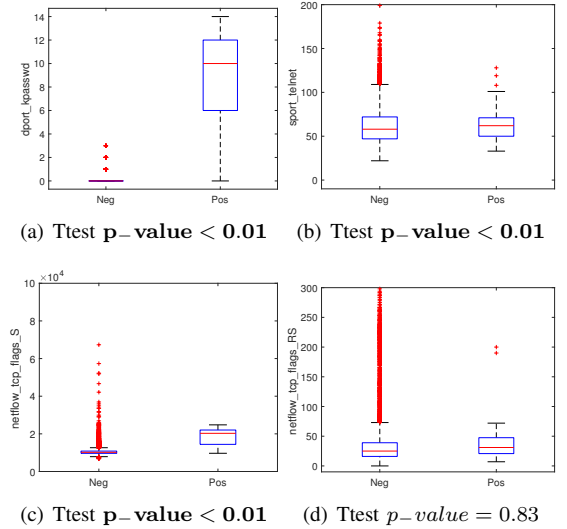 14
12
10
8
6
4
2
0
dport_kpasswd
Neg Pos
200
150
100
50
0
sport_telnet
Neg Pos
(a) Ttest p_value < 0.01 (b) Ttest p_value < 0.01
×10⁴
10
8
6
4
2
0
netflow_tcp_flags_S
Neg Pos
300
250
200
150
100
50
0
netflow_tcp_flags_RS
Neg Pos
(c) Ttest p_value < 0.01 (d) Ttest p_value = 0.83